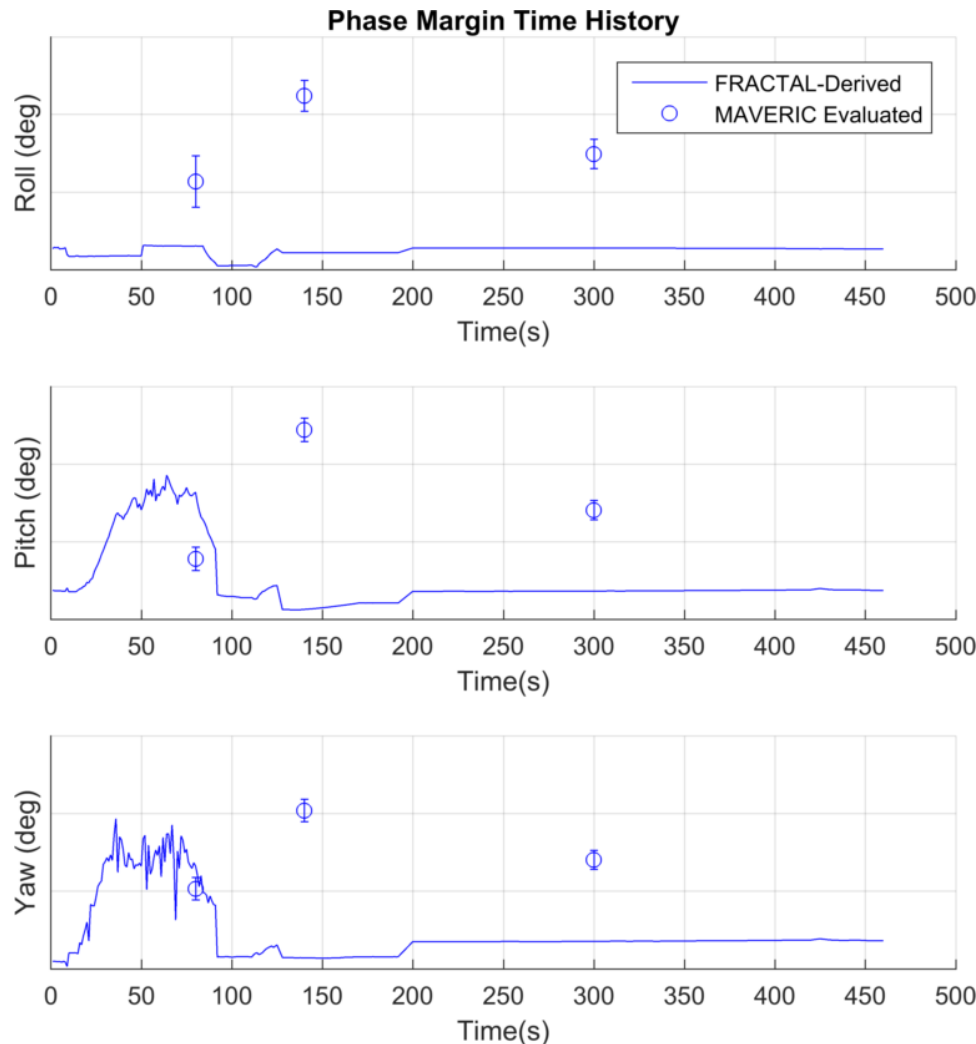 Phase Margin Time History
Roll (deg)
FRACTAL-Derived
MAVERIC Evaluated
0 50 100 150 200 250 300 350 400 450 500
Time(s)
Pitch (deg)
0 50 100 150 200 250 300 350 400 450 500
Time(s)
Yaw (deg)
0 50 100 150 200 250 300 350 400 450 500
Time(s)